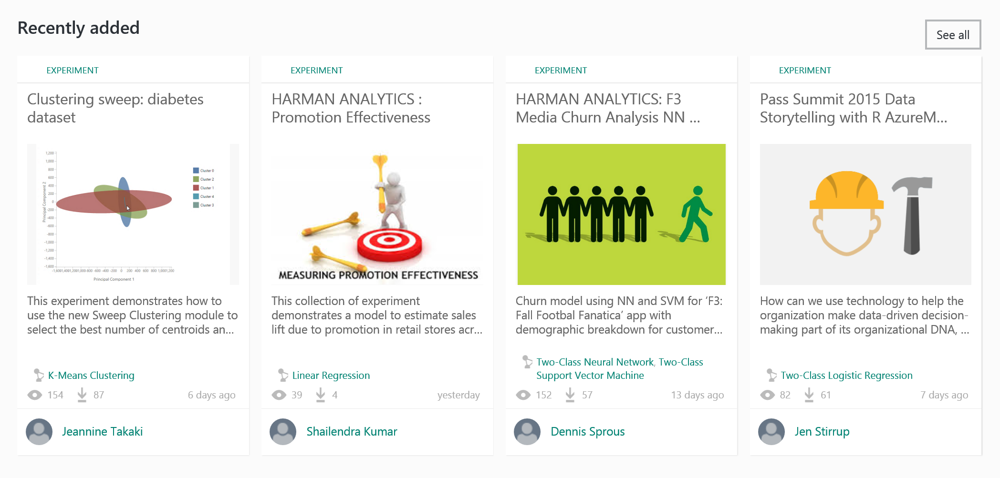 Recently added
See all
EXPERIMENT
Clustering sweep: diabetes
dataset
1,200
1,000
800
600
400
200
0
-200
-400
-600
-800
-1,000
-1,200
-1,400
-1,600
Principal Component 2
-1,6001,4001,2001,000-800 -600 -400 -200 0 200 400 600 800 1,0001,200
Principal Component 1
Cluster 0
Cluster 2
Cluster 1
Cluster 4
Cluster 3
This experiment demonstrates how to
use the new Sweep Clustering module to
select the best number of centroids an...
K-Means Clustering
154 87 6 days ago
Jeannine Takaki
EXPERIMENT
HARMAN ANALYTICS :
Promotion Effectiveness
MEASURING PROMOTION EFFECTIVENESS
This collection of experiment
demonstrates a model to estimate sales
lift due to promotion in retail stores acr...
Linear Regression
39 4 yesterday
Shailendra Kumar
EXPERIMENT
HARMAN ANALYTICS: F3
Media Churn Analysis NN ...
Churn model using NN and SVM for ‘F3:
Fall Footbal Fanatica’ app with
demographic breakdown for customer...
Two-Class Neural Network, Two-Class
Support Vector Machine
152 57 13 days ago
Dennis Sprous
EXPERIMENT
Pass Summit 2015 Data
Storytelling with R AzureM...
How can we use technology to help the
organization make data-driven decision-
making part of its organizational DNA, ...
Two-Class Logistic Regression
82 61 7 days ago
Jen Stirrup